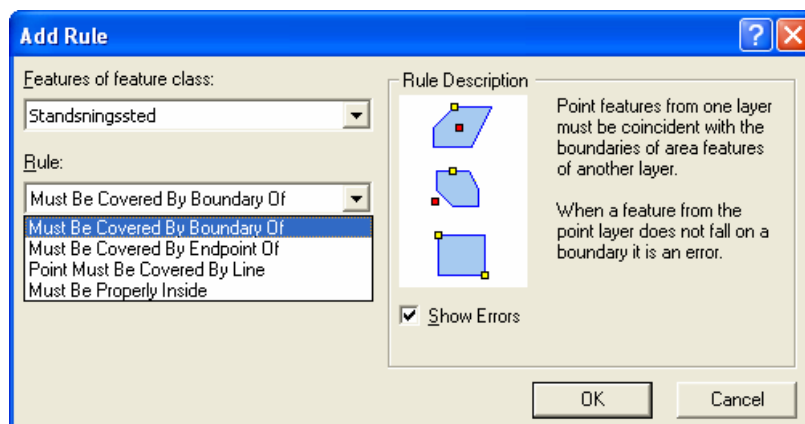 Add Rule
Features of feature class:
Standsningssted
Rule:
Must Be Covered By Boundary Of
Must Be Covered By Boundary Of
Must Be Covered By Endpoint Of
Point Must Be Covered By Line
Must Be Properly Inside
Rule Description
Point features from one layer
must be coincident with the
boundaries of area features
of another layer.
When a feature from the
point layer does not fall on a
boundary it is an error.
Show Errors
OK
Cancel